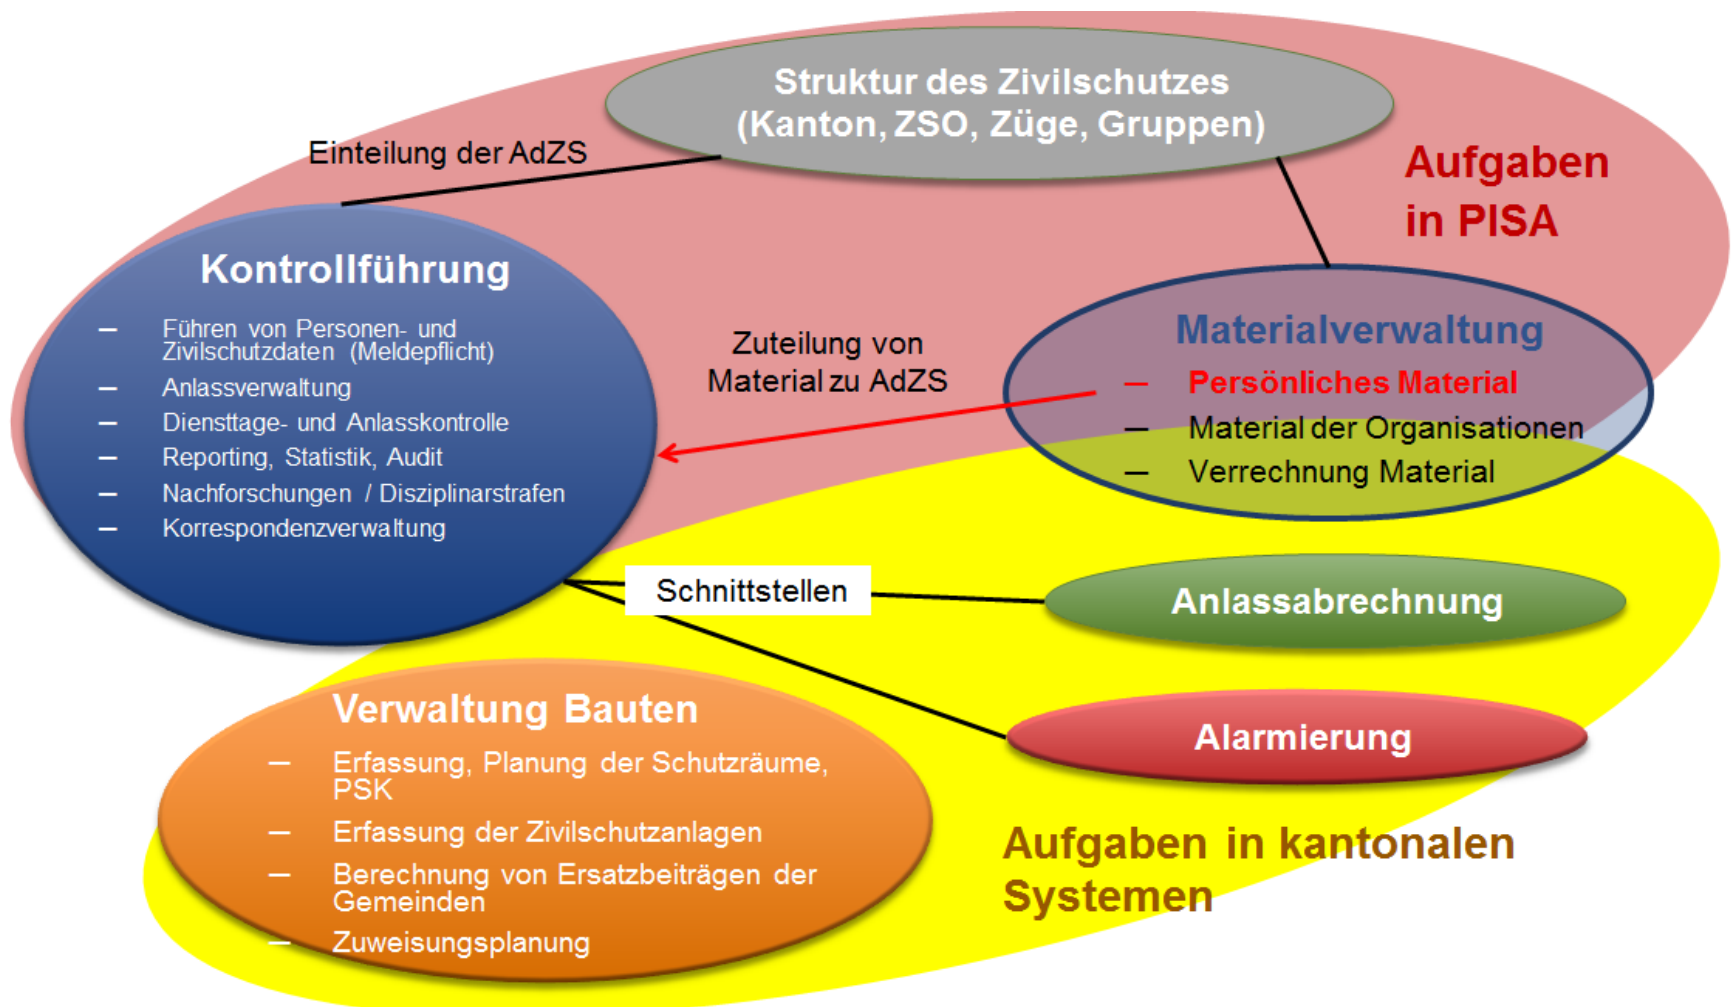 Struktur des Zivilschutzes
(Kanton, ZSO, Züge, Gruppen)
Einteilung der AdZS
Aufgaben
in PISA
Kontrollführung
– Führen von Personen- und
Zivilschutzdaten (Meldepflicht)
– Anlassverwaltung
– Diensttage- und Anlasskontrolle
– Reporting, Statistik, Audit
– Nachforschungen / Disziplinarstrafen
– Korrespondenzverwaltung
Zuteilung von
Material zu AdZS
Materialverwaltung
– Persönliches Material
– Material der Organisationen
– Verrechnung Material
Schnittstellen
Anlassabrechnung
Alarmierung
Verwaltung Bauten
– Erfassung, Planung der Schutzräume,
PSK
– Erfassung der Zivilschutzanlagen
– Berechnung von Ersatzbeiträgen der
Gemeinden
– Zuweisungsplanung
Aufgaben in kantonalen
Systemen